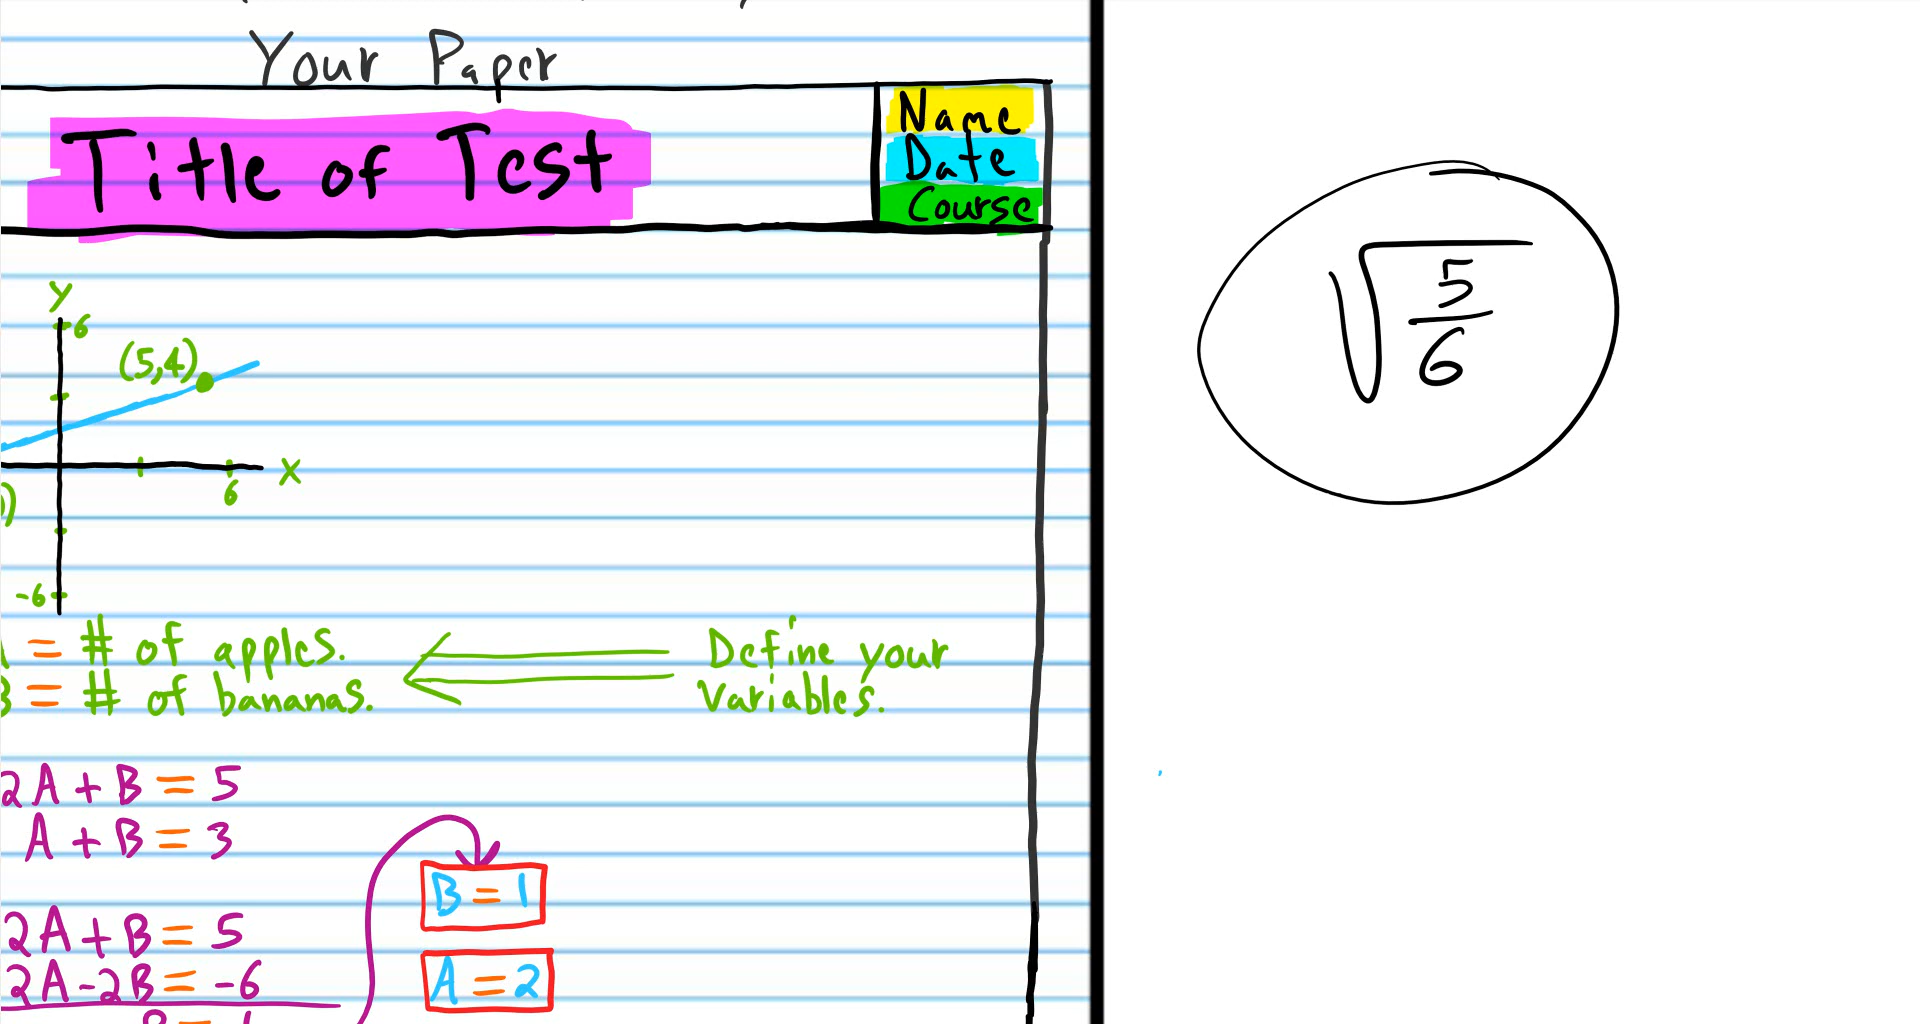 Your Paper
Title of Test
Name
Date
Course
y
6
(5,4)
x
6
-6
= # of apples.
B = # of bananas.
Define your
variables.
2A + B = 5
A + B = 3
2A + B = 5
2A - 2B = -6
B = 1
A = 2
√(5/6)